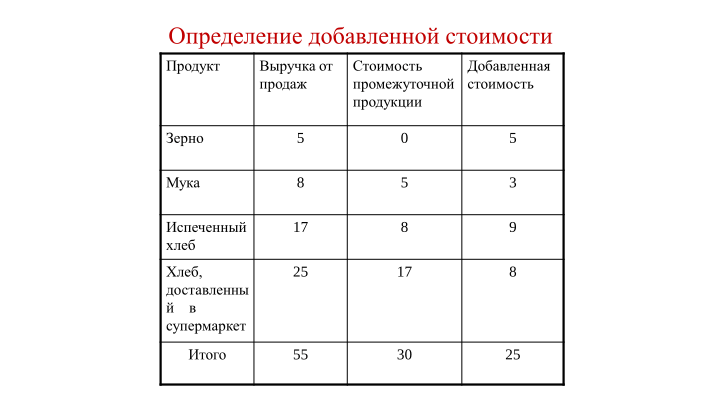 Определение добавленной стоимости
Продукт Выручка от продаж Стоимость промежуточной продукции Добавленная стоимость
Зерно 5 0 5
Мука 8 5 3
Испеченный хлеб 17 8 9
Хлеб, доставленны й в супермаркет 25 17 8
Итого 55 30 25